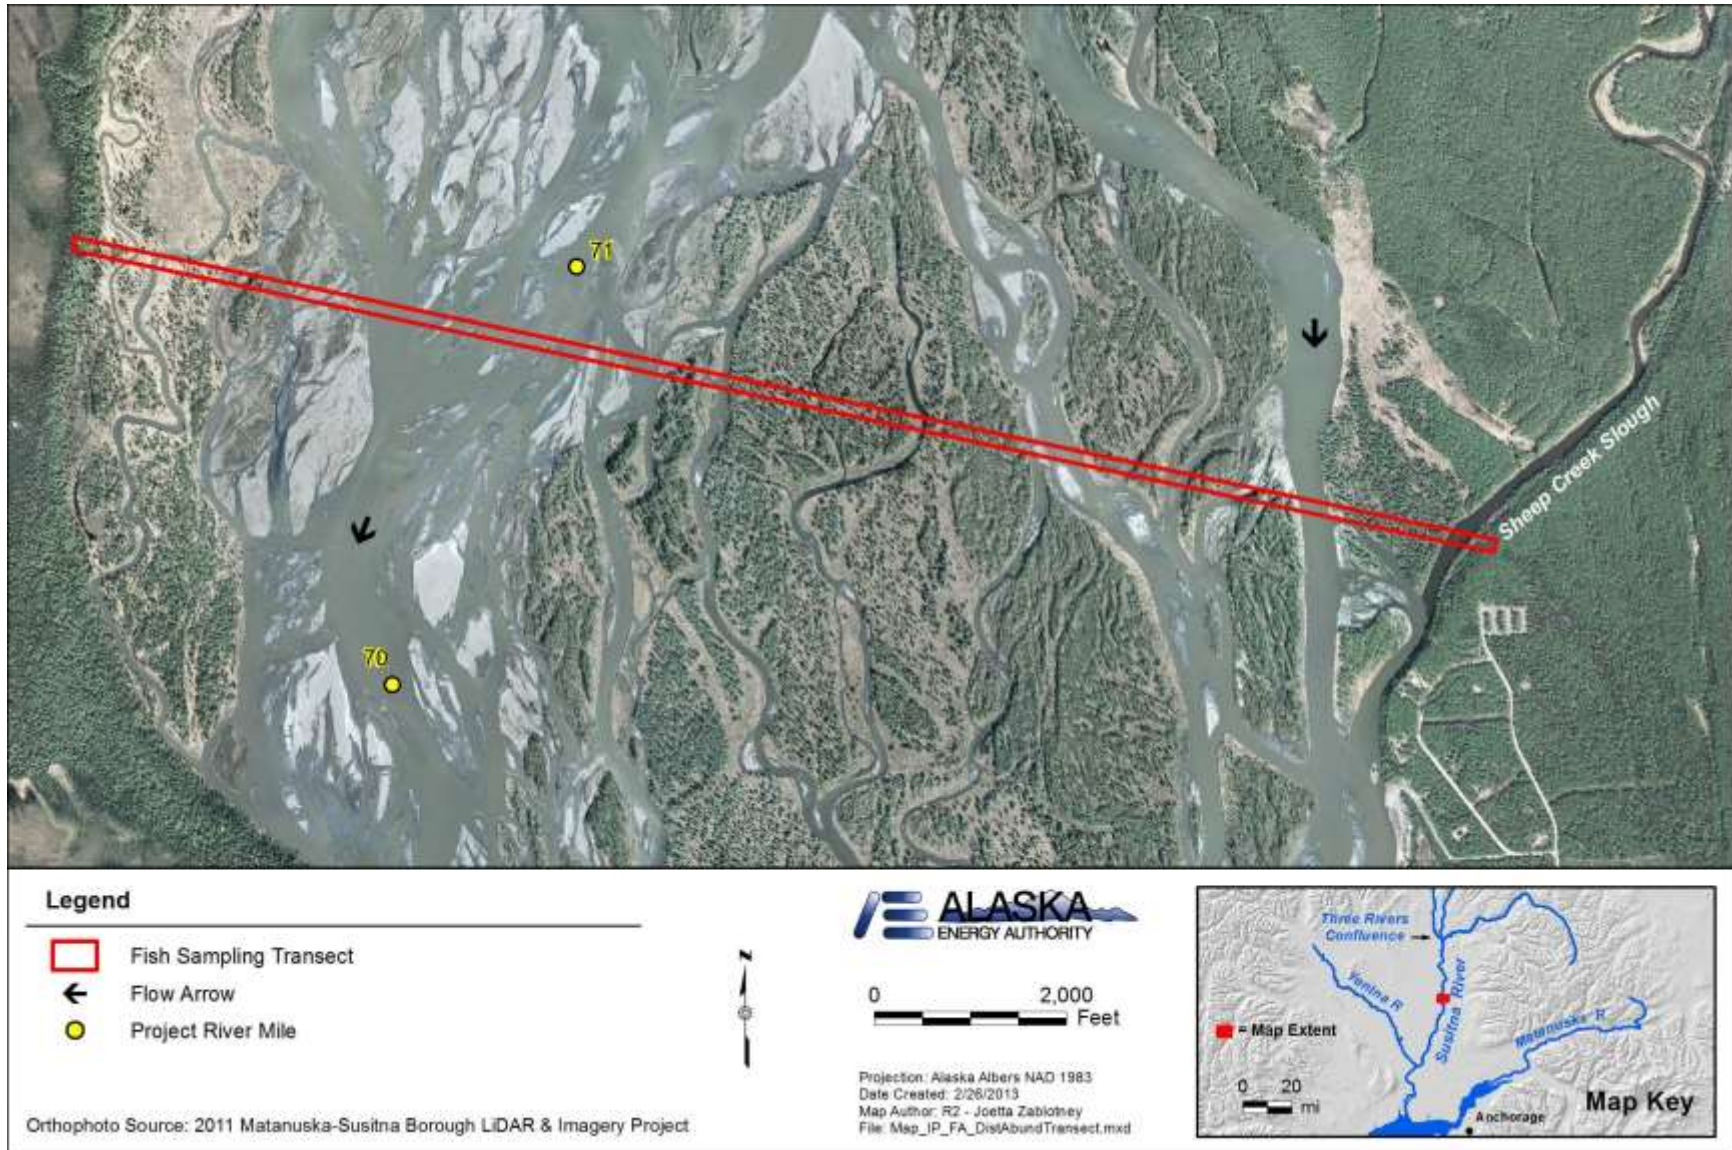 71
70
Sheep Creek Slough
Legend
Fish Sampling Transect
Flow Arrow
Project River Mile
Orthophoto Source: 2011 Matanuska-Susitna Borough LiDAR & Imagery Project
N
ALASKA
ENERGY AUTHORITY
0 2,000
Feet
Projection: Alaska Albers NAD 1983
Date Created: 2/26/2013
Map Author: R2 - Joetta Zablotney
File: Map_IP_FA_DistAbundTransect.mxd
Three Rivers
Confluence
Yentna R
Susitna River
Matanuska R
= Map Extent
0 20
mi
Anchorage
Map Key